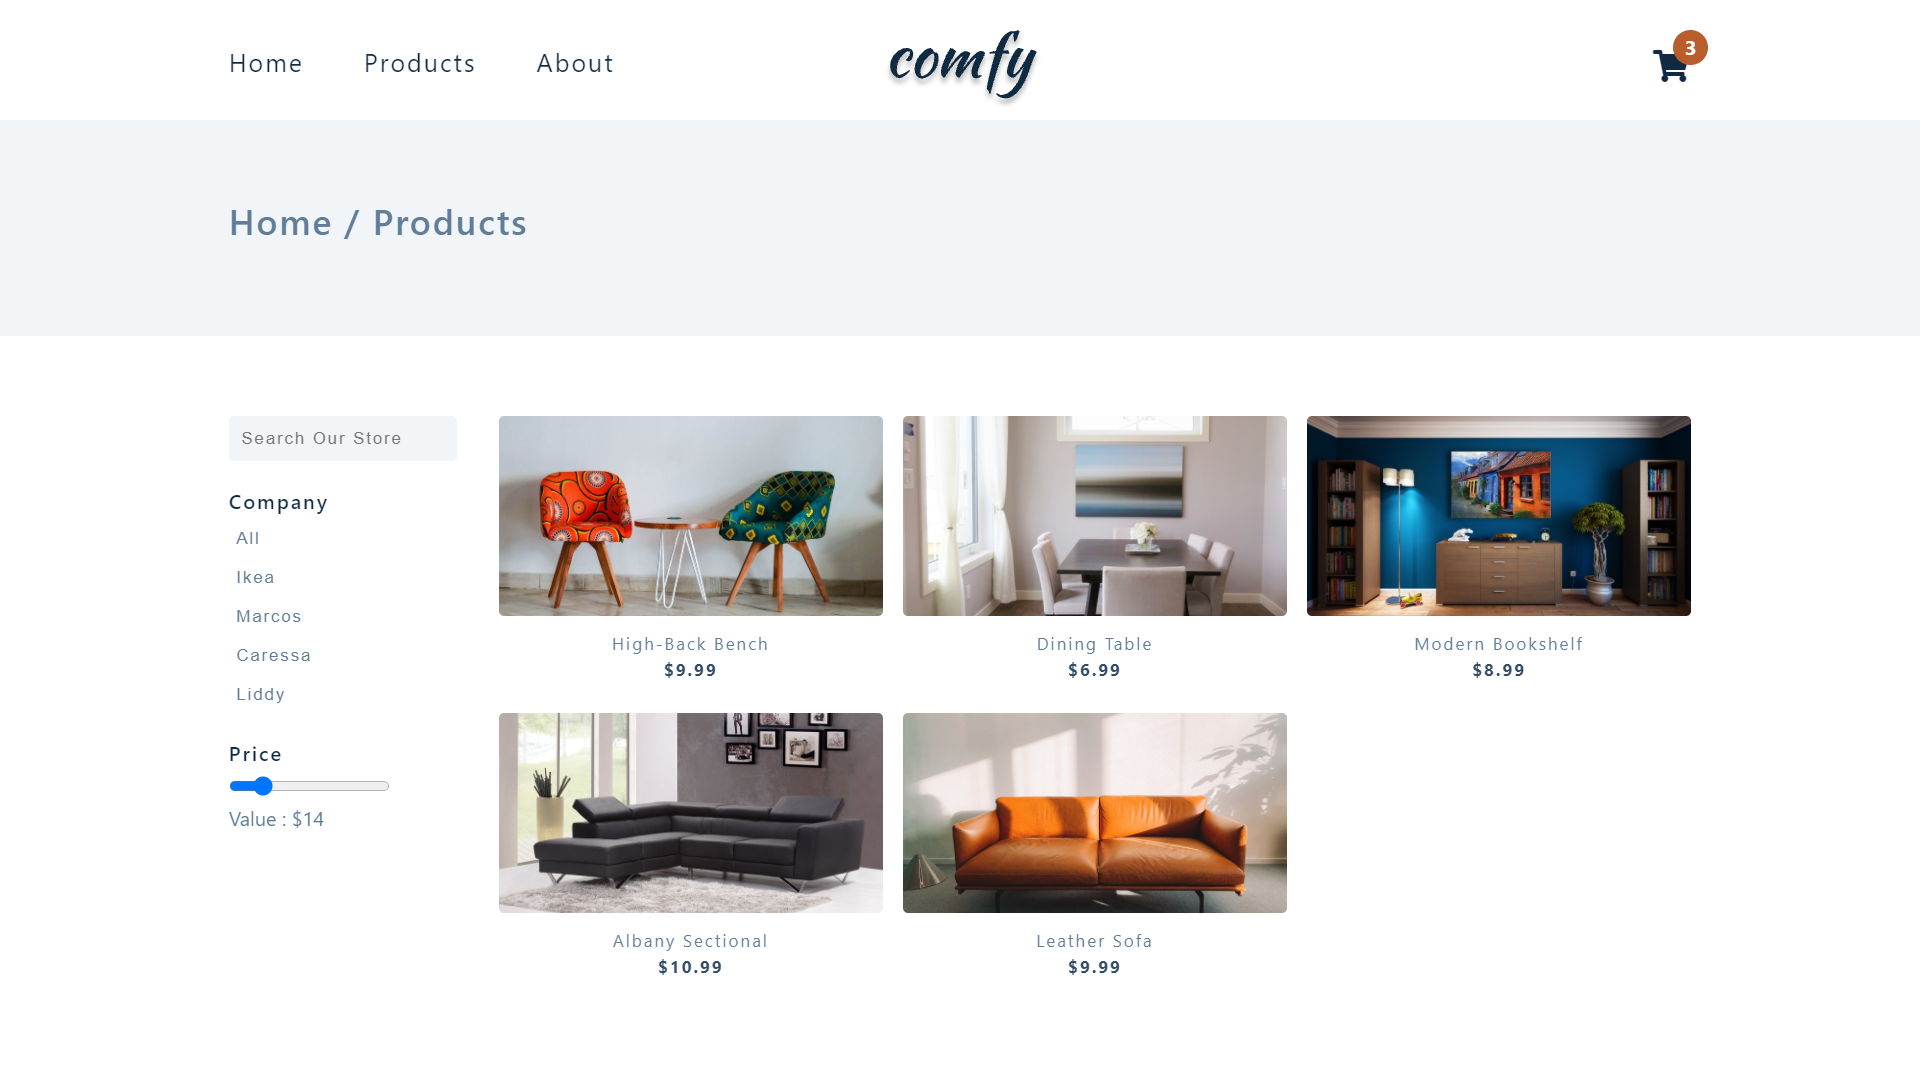 Home
Products
About
comfy
3
Home / Products
Search Our Store
Company
All
Ikea
Marcos
Caressa
Liddy
Price
Value : $14
High-Back Bench
$9.99
Dining Table
$6.99
Modern Bookshelf
$8.99
Albany Sectional
$10.99
Leather Sofa
$9.99